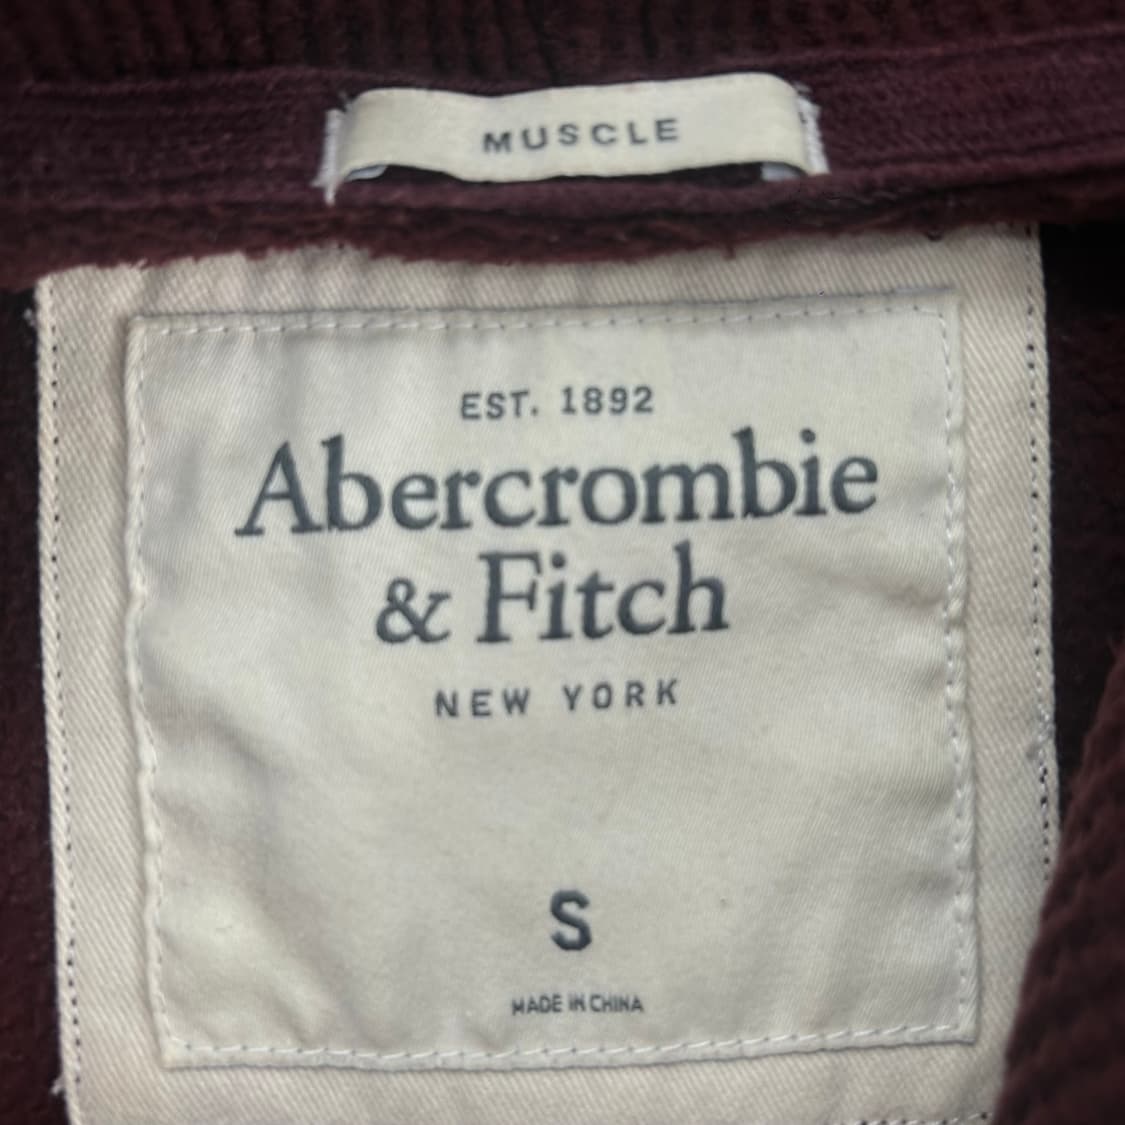 MUSCLE
EST. 1892
Abercrombie
& Fitch
NEW YORK
S
MADE IN CHINA